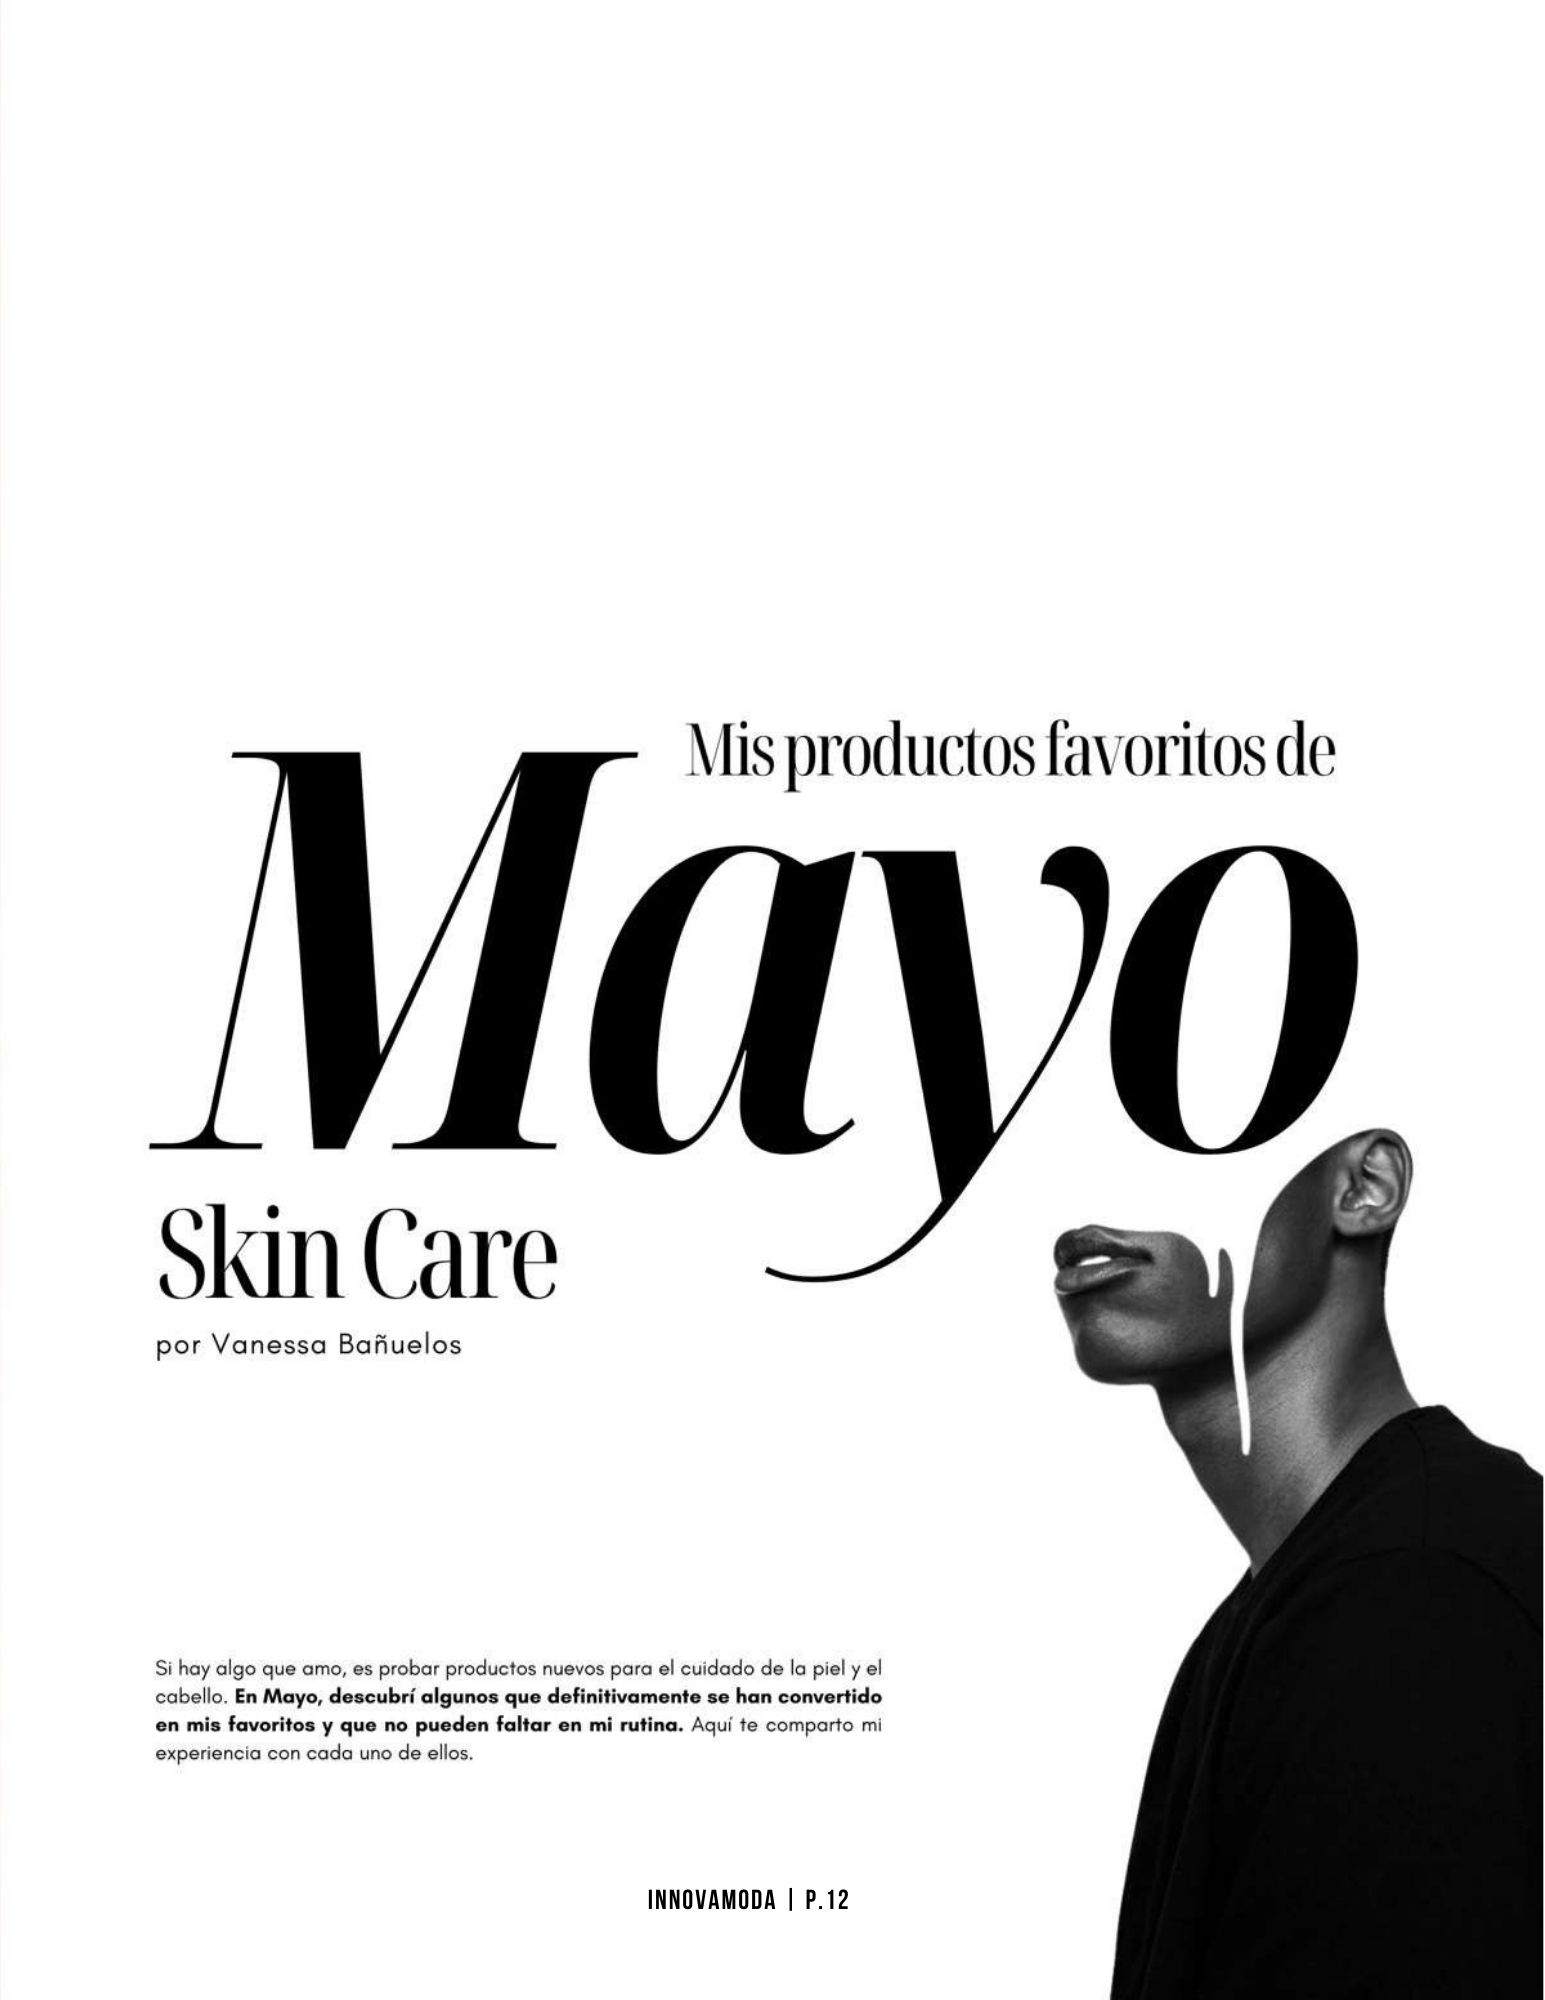 Mis productos favoritos de
Mayo
Skin Care
por Vanessa Bañuelos
Si hay algo que amo, es probar productos nuevos para el cuidado de la piel y el
cabello. En Mayo, descubrí algunos que definitivamente se han convertido
en mis favoritos y que no pueden faltar en mi rutina. Aquí te comparto mi
experiencia con cada uno de ellos.
INNOVAMODA | P.12